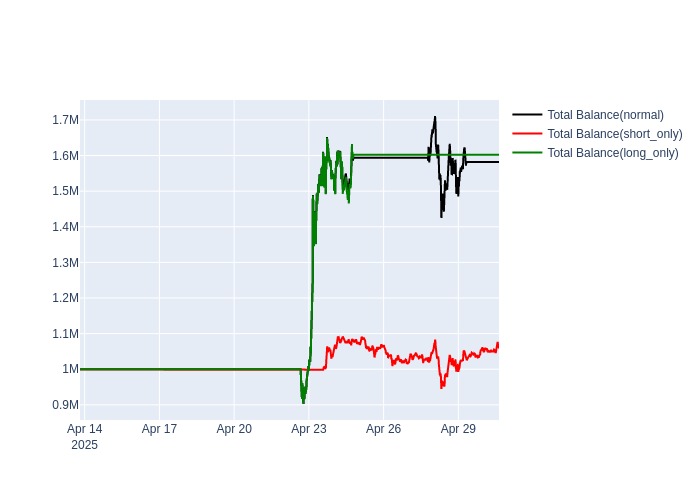 1.7M
1.6M
1.5M
1.4M
1.3M
1.2M
1.1M
1M
0.9M
Apr 14
2025
Apr 17
Apr 20
Apr 23
Apr 26
Apr 29
Total Balance(normal)
Total Balance(short_only)
Total Balance(long_only)